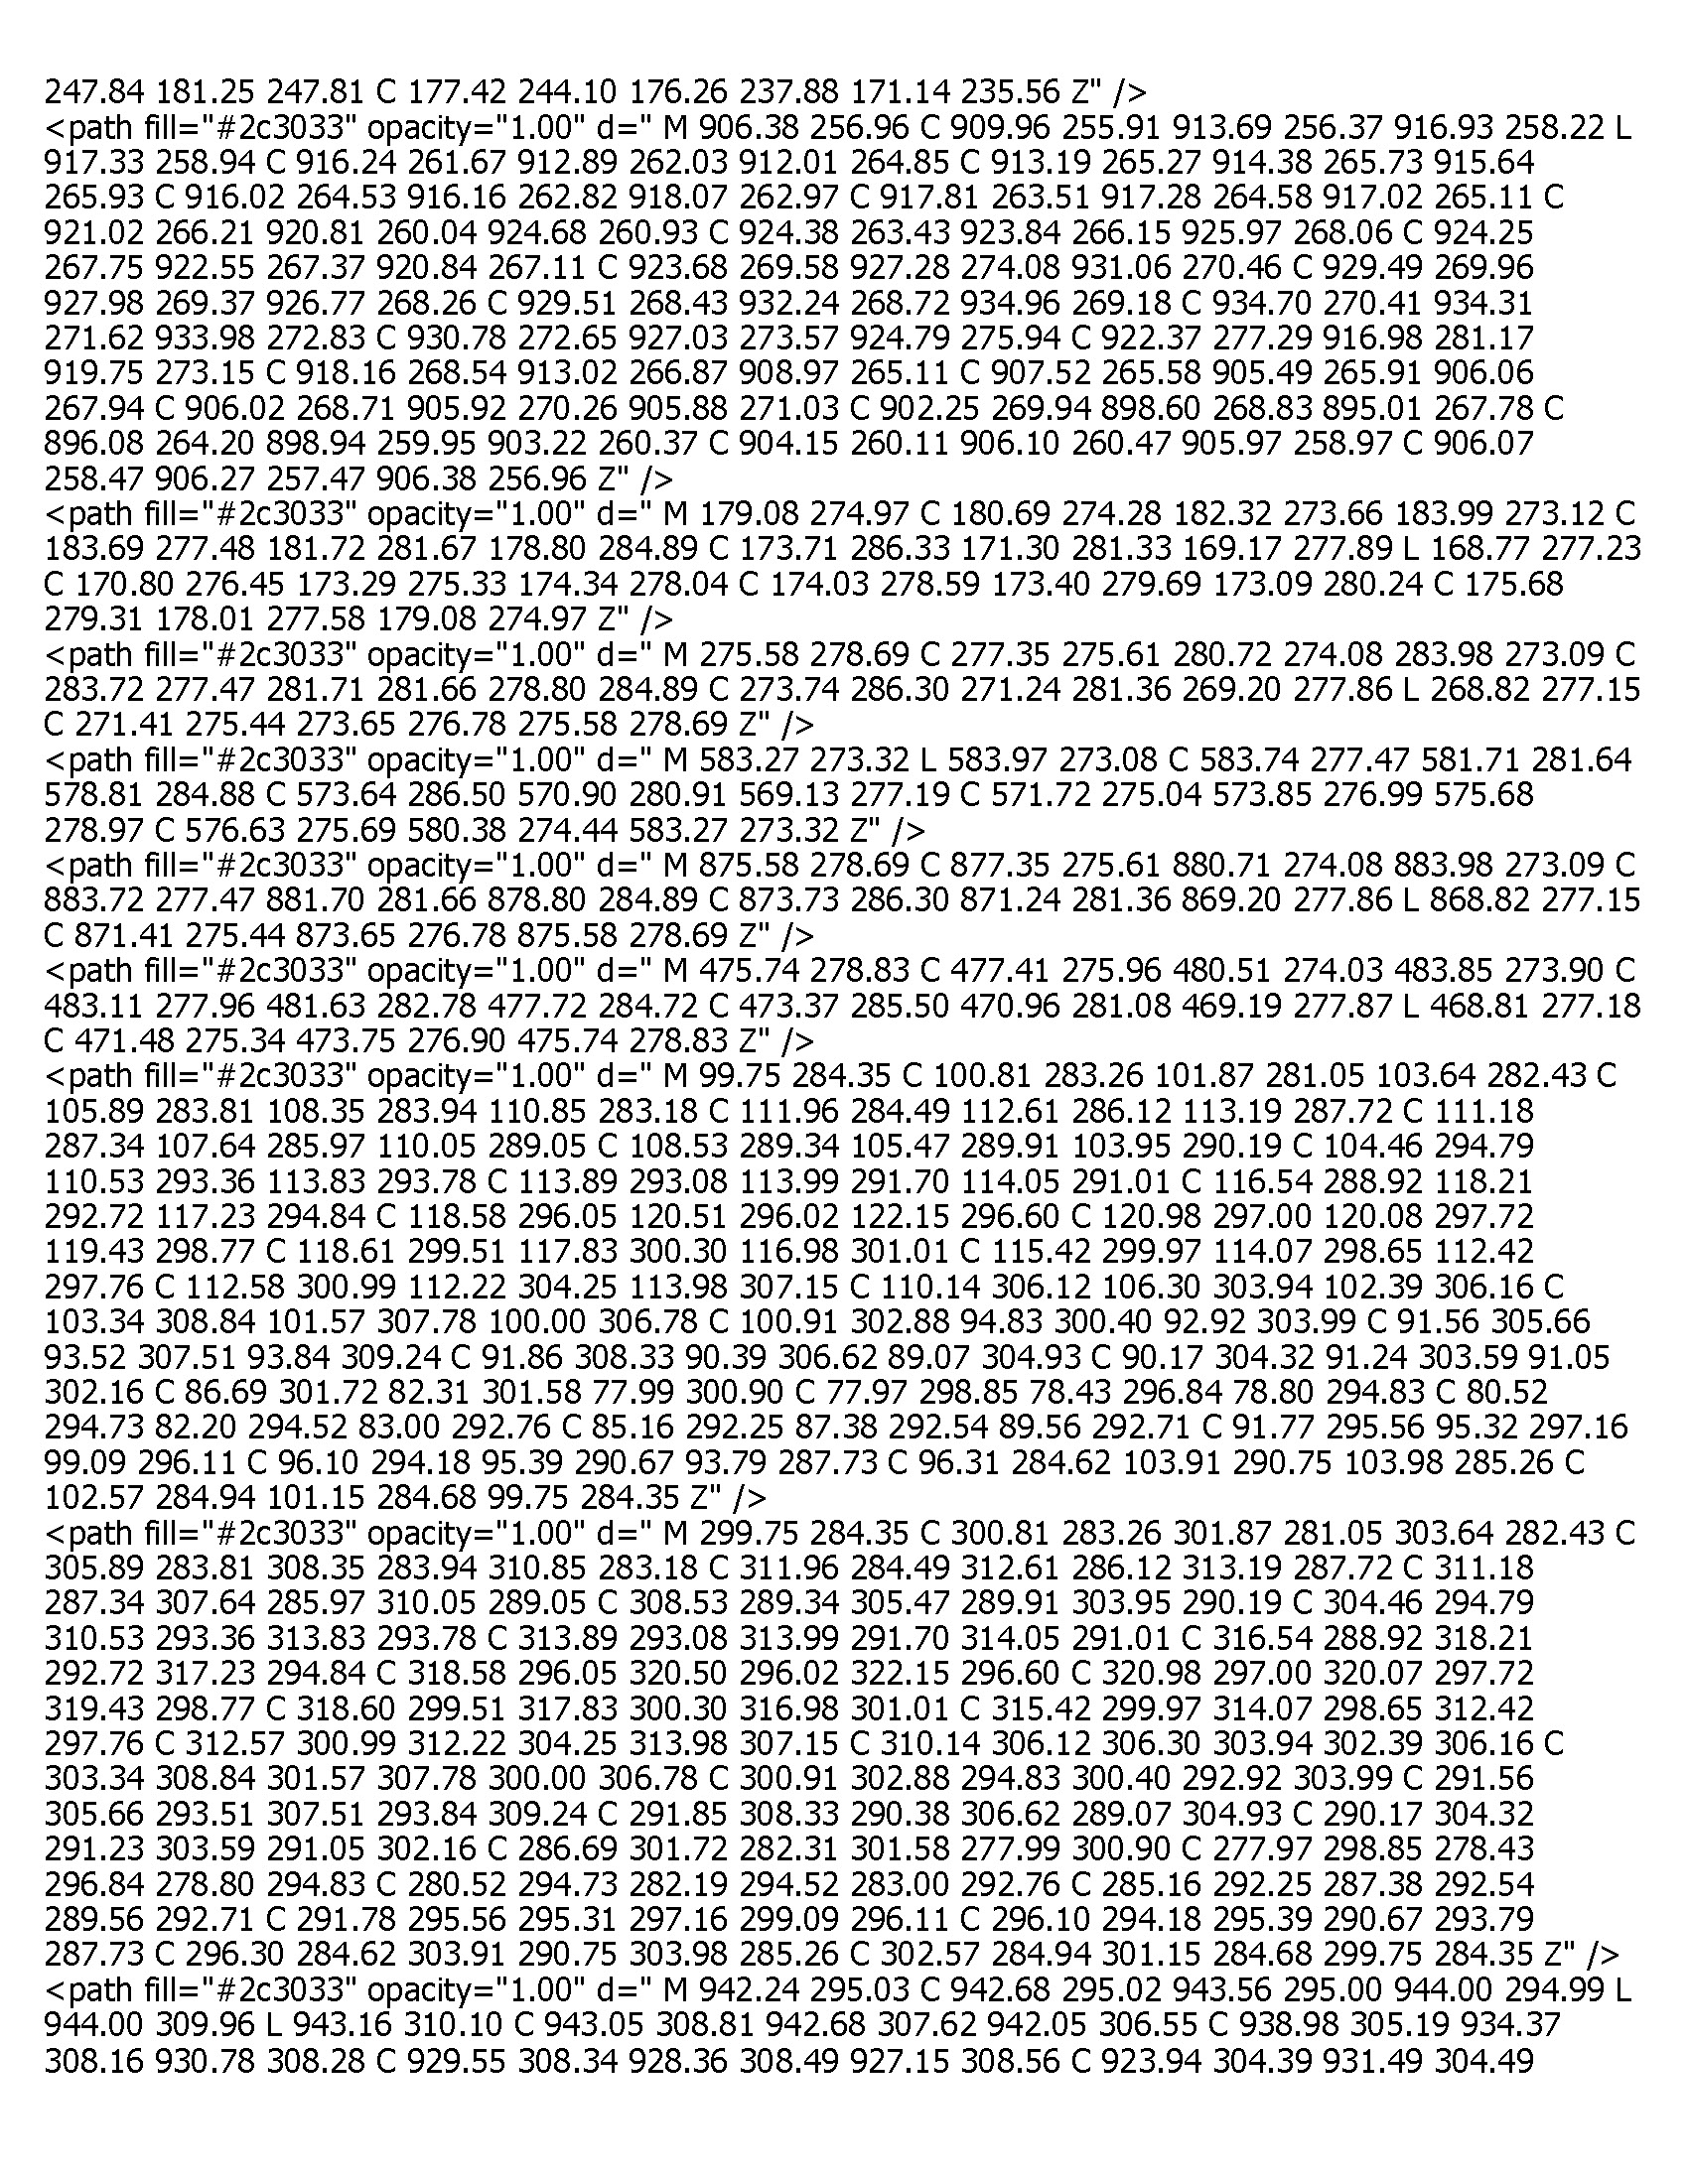 247.84 181.25 247.81 C 177.42 244.10 176.26 237.88 171.14 235.56 Z" />
<path fill="#2c3033" opacity="1.00" d=" M 906.38 256.96 C 909.96 255.91 913.69 256.37 916.93 258.22 L
917.33 258.94 C 916.24 261.67 912.89 262.03 912.01 264.85 C 913.19 265.27 914.38 265.73 915.64
265.93 C 916.02 264.53 916.16 262.82 918.07 262.97 C 917.81 263.51 917.28 264.58 917.02 265.11 C
921.02 266.21 920.81 260.04 924.68 260.93 C 924.38 263.43 923.84 266.15 925.97 268.06 C 924.25
267.75 922.55 267.37 920.84 267.11 C 923.68 269.58 927.28 274.08 931.06 270.46 C 929.49 269.96
927.98 269.37 926.77 268.26 C 929.51 268.43 932.24 268.72 934.96 269.18 C 934.70 270.41 934.31
271.62 933.98 272.83 C 930.78 272.65 927.03 273.57 924.79 275.94 C 922.37 277.29 916.98 281.17
919.75 273.15 C 918.16 268.54 913.02 266.87 908.97 265.11 C 907.52 265.58 905.49 265.91 906.06
267.94 C 906.02 268.71 905.92 270.26 905.88 271.03 C 902.25 269.94 898.60 268.83 895.01 267.78 C
896.08 264.20 898.94 259.95 903.22 260.37 C 904.15 260.11 906.10 260.47 905.97 258.97 C 906.07
258.47 906.27 257.47 906.38 256.96 Z" />
<path fill="#2c3033" opacity="1.00" d=" M 179.08 274.97 C 180.69 274.28 182.32 273.66 183.99 273.12 C
183.69 277.48 181.72 281.67 178.80 284.89 C 173.71 286.33 171.30 281.33 169.17 277.89 L 168.77 277.23
C 170.80 276.45 173.29 275.33 174.34 278.04 C 174.03 278.59 173.40 279.69 173.09 280.24 C 175.68
279.31 178.01 277.58 179.08 274.97 Z" />
<path fill="#2c3033" opacity="1.00" d=" M 275.58 278.69 C 277.35 275.61 280.72 274.08 283.98 273.09 C
283.72 277.47 281.71 281.66 278.80 284.89 C 273.74 286.30 271.24 281.36 269.20 277.86 L 268.82 277.15
C 271.41 275.44 273.65 276.78 275.58 278.69 Z" />
<path fill="#2c3033" opacity="1.00" d=" M 583.27 273.32 L 583.97 273.08 C 583.74 277.47 581.71 281.64
578.81 284.88 C 573.64 286.50 570.90 280.91 569.13 277.19 C 571.72 275.04 573.85 276.99 575.68
278.97 C 576.63 275.69 580.38 274.44 583.27 273.32 Z" />
<path fill="#2c3033" opacity="1.00" d=" M 875.58 278.69 C 877.35 275.61 880.71 274.08 883.98 273.09 C
883.72 277.47 881.70 281.66 878.80 284.89 C 873.73 286.30 871.24 281.36 869.20 277.86 L 868.82 277.15
C 871.41 275.44 873.65 276.78 875.58 278.69 Z" />
<path fill="#2c3033" opacity="1.00" d=" M 475.74 278.83 C 477.41 275.96 480.51 274.03 483.85 273.90 C
483.11 277.96 481.63 282.78 477.72 284.72 C 473.37 285.50 470.96 281.08 469.19 277.87 L 468.81 277.18
C 471.48 275.34 473.75 276.90 475.74 278.83 Z" />
<path fill="#2c3033" opacity="1.00" d=" M 99.75 284.35 C 100.81 283.26 101.87 281.05 103.64 282.43 C
105.89 283.81 108.35 283.94 110.85 283.18 C 111.96 284.49 112.61 286.12 113.19 287.72 C 111.18
287.34 107.64 285.97 110.05 289.05 C 108.53 289.34 105.47 289.91 103.95 290.19 C 104.46 294.79
110.53 293.36 113.83 293.78 C 113.89 293.08 113.99 291.70 114.05 291.01 C 116.54 288.92 118.21
292.72 117.23 294.84 C 118.58 296.05 120.51 296.02 122.15 296.60 C 120.98 297.00 120.08 297.72
119.43 298.77 C 118.61 299.51 117.83 300.30 116.98 301.01 C 115.42 299.97 114.07 298.65 112.42
297.76 C 112.58 300.99 112.22 304.25 113.98 307.15 C 110.14 306.12 106.30 303.94 102.39 306.16 C
103.34 308.84 101.57 307.78 100.00 306.78 C 100.91 302.88 94.83 300.40 92.92 303.99 C 91.56 305.66
93.52 307.51 93.84 309.24 C 91.86 308.33 90.39 306.62 89.07 304.93 C 90.17 304.32 91.24 303.59 91.05
302.16 C 86.69 301.72 82.31 301.58 77.99 300.90 C 77.97 298.85 78.43 296.84 78.80 294.83 C 80.52
294.73 82.20 294.52 83.00 292.76 C 85.16 292.25 87.38 292.54 89.56 292.71 C 91.77 295.56 95.32 297.16
99.09 296.11 C 96.10 294.18 95.39 290.67 93.79 287.73 C 96.31 284.62 103.91 290.75 103.98 285.26 C
102.57 284.94 101.15 284.68 99.75 284.35 Z" />
<path fill="#2c3033" opacity="1.00" d=" M 299.75 284.35 C 300.81 283.26 301.87 281.05 303.64 282.43 C
305.89 283.81 308.35 283.94 310.85 283.18 C 311.96 284.49 312.61 286.12 313.19 287.72 C 311.18
287.34 307.64 285.97 310.05 289.05 C 308.53 289.34 305.47 289.91 303.95 290.19 C 304.46 294.79
310.53 293.36 313.83 293.78 C 313.89 293.08 313.99 291.70 314.05 291.01 C 316.54 288.92 318.21
292.72 317.23 294.84 C 318.58 296.05 320.50 296.02 322.15 296.60 C 320.98 297.00 320.07 297.72
319.43 298.77 C 318.60 299.51 317.83 300.30 316.98 301.01 C 315.42 299.97 314.07 298.65 312.42
297.76 C 312.57 300.99 312.22 304.25 313.98 307.15 C 310.14 306.12 306.30 303.94 302.39 306.16 C
303.34 308.84 301.57 307.78 300.00 306.78 C 300.91 302.88 294.83 300.40 292.92 303.99 C 291.56
305.66 293.51 307.51 293.84 309.24 C 291.85 308.33 290.38 306.62 289.07 304.93 C 290.17 304.32
291.23 303.59 291.05 302.16 C 286.69 301.72 282.31 301.58 277.99 300.90 C 277.97 298.85 278.43
296.84 278.80 294.83 C 280.52 294.73 282.19 294.52 283.00 292.76 C 285.16 292.25 287.38 292.54
289.56 292.71 C 291.78 295.56 295.31 297.16 299.09 296.11 C 296.10 294.18 295.39 290.67 293.79
287.73 C 296.30 284.62 303.91 290.75 303.98 285.26 C 302.57 284.94 301.15 284.68 299.75 284.35 Z" />
<path fill="#2c3033" opacity="1.00" d=" M 942.24 295.03 C 942.68 295.02 943.56 295.00 944.00 294.99 L
944.00 309.96 L 943.16 310.10 C 943.05 308.81 942.68 307.62 942.05 306.55 C 938.98 305.19 934.37
308.16 930.78 308.28 C 929.55 308.34 928.36 308.49 927.15 308.56 C 923.94 304.39 931.49 304.49